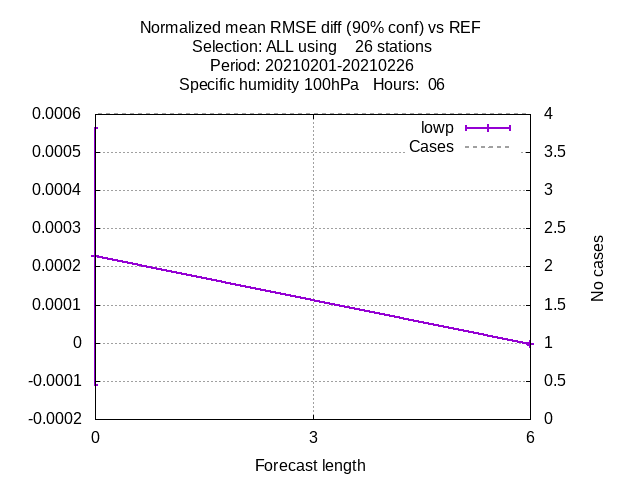 Normalized mean RMSE diff (90% conf) vs REF
Selection: ALL using    26 stations
Period: 20210201-20210226
Specific humidity 100hPa   Hours:  06
0.0006
0.0005
0.0004
0.0003
0.0002
0.0001
0
-0.0001
-0.0002
4
3.5
3
2.5
2
1.5
1
0.5
0
lowp
Cases
No cases
0 3 6
Forecast length